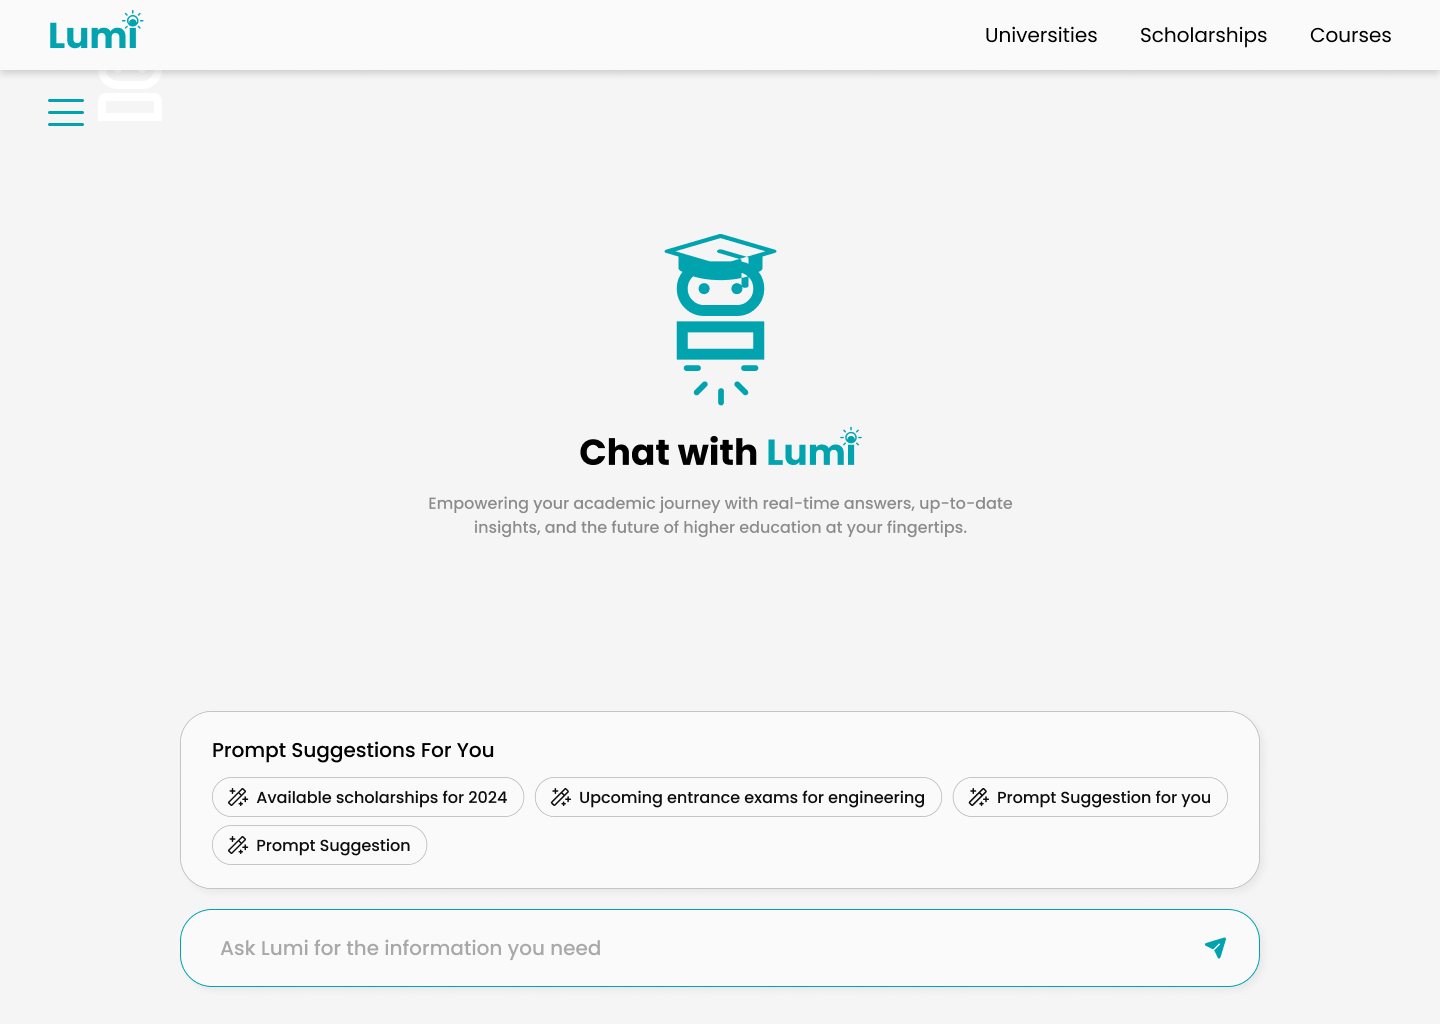 Lumi
Universities
Scholarships
Courses
Chat with Lumi
Empowering your academic journey with real-time answers, up-to-date
insights, and the future of higher education at your fingertips.
Prompt Suggestions For You
Available scholarships for 2024
Upcoming entrance exams for engineering
Prompt Suggestion for you
Prompt Suggestion
Ask Lumi for the information you need